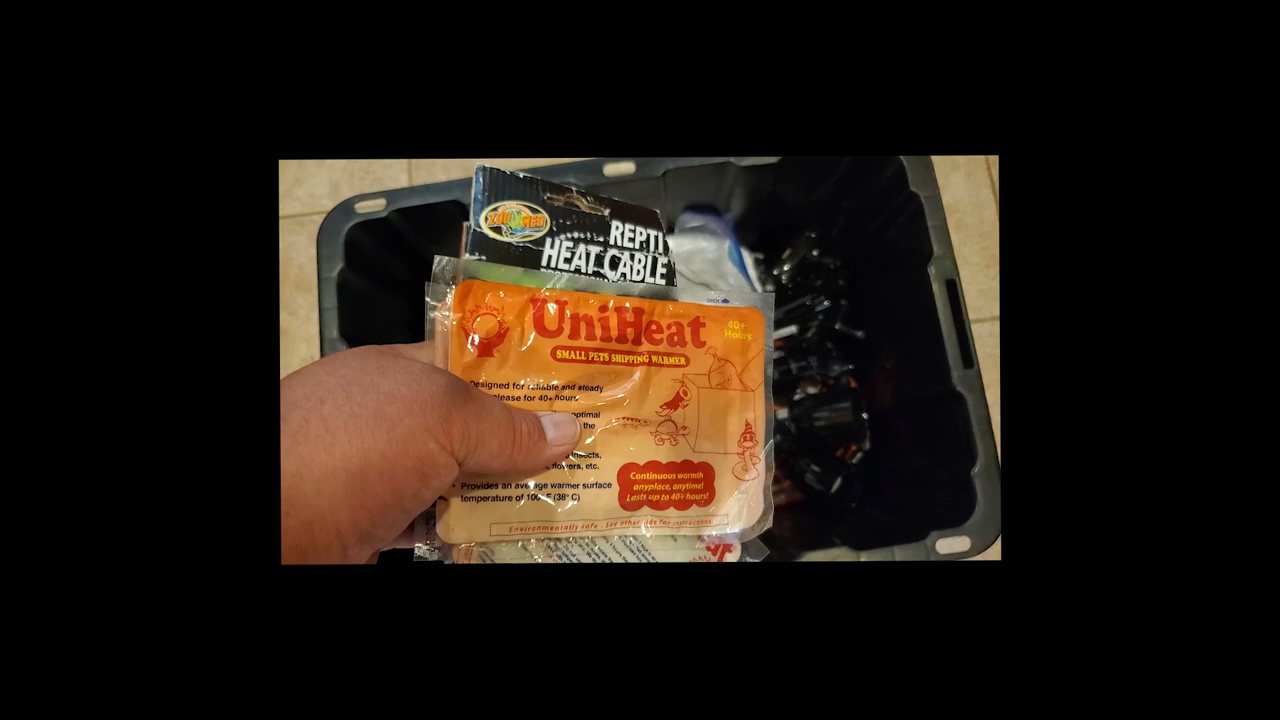 ZOO MED
REPTI
HEAT CABLE
OPEN
UniHeat
40+
Hours
SMALL PETS SHIPPING WARMER
Designed for reliable and steady
release for 40+ hours
optimal
the
insects,
flowers, etc.
• Provides an average warmer surface
temperature of 100° F (38° C)
Continuous warmth
anyplace, anytime!
Lasts up to 40+ hours!
Environmentally safe - See other side for instructions